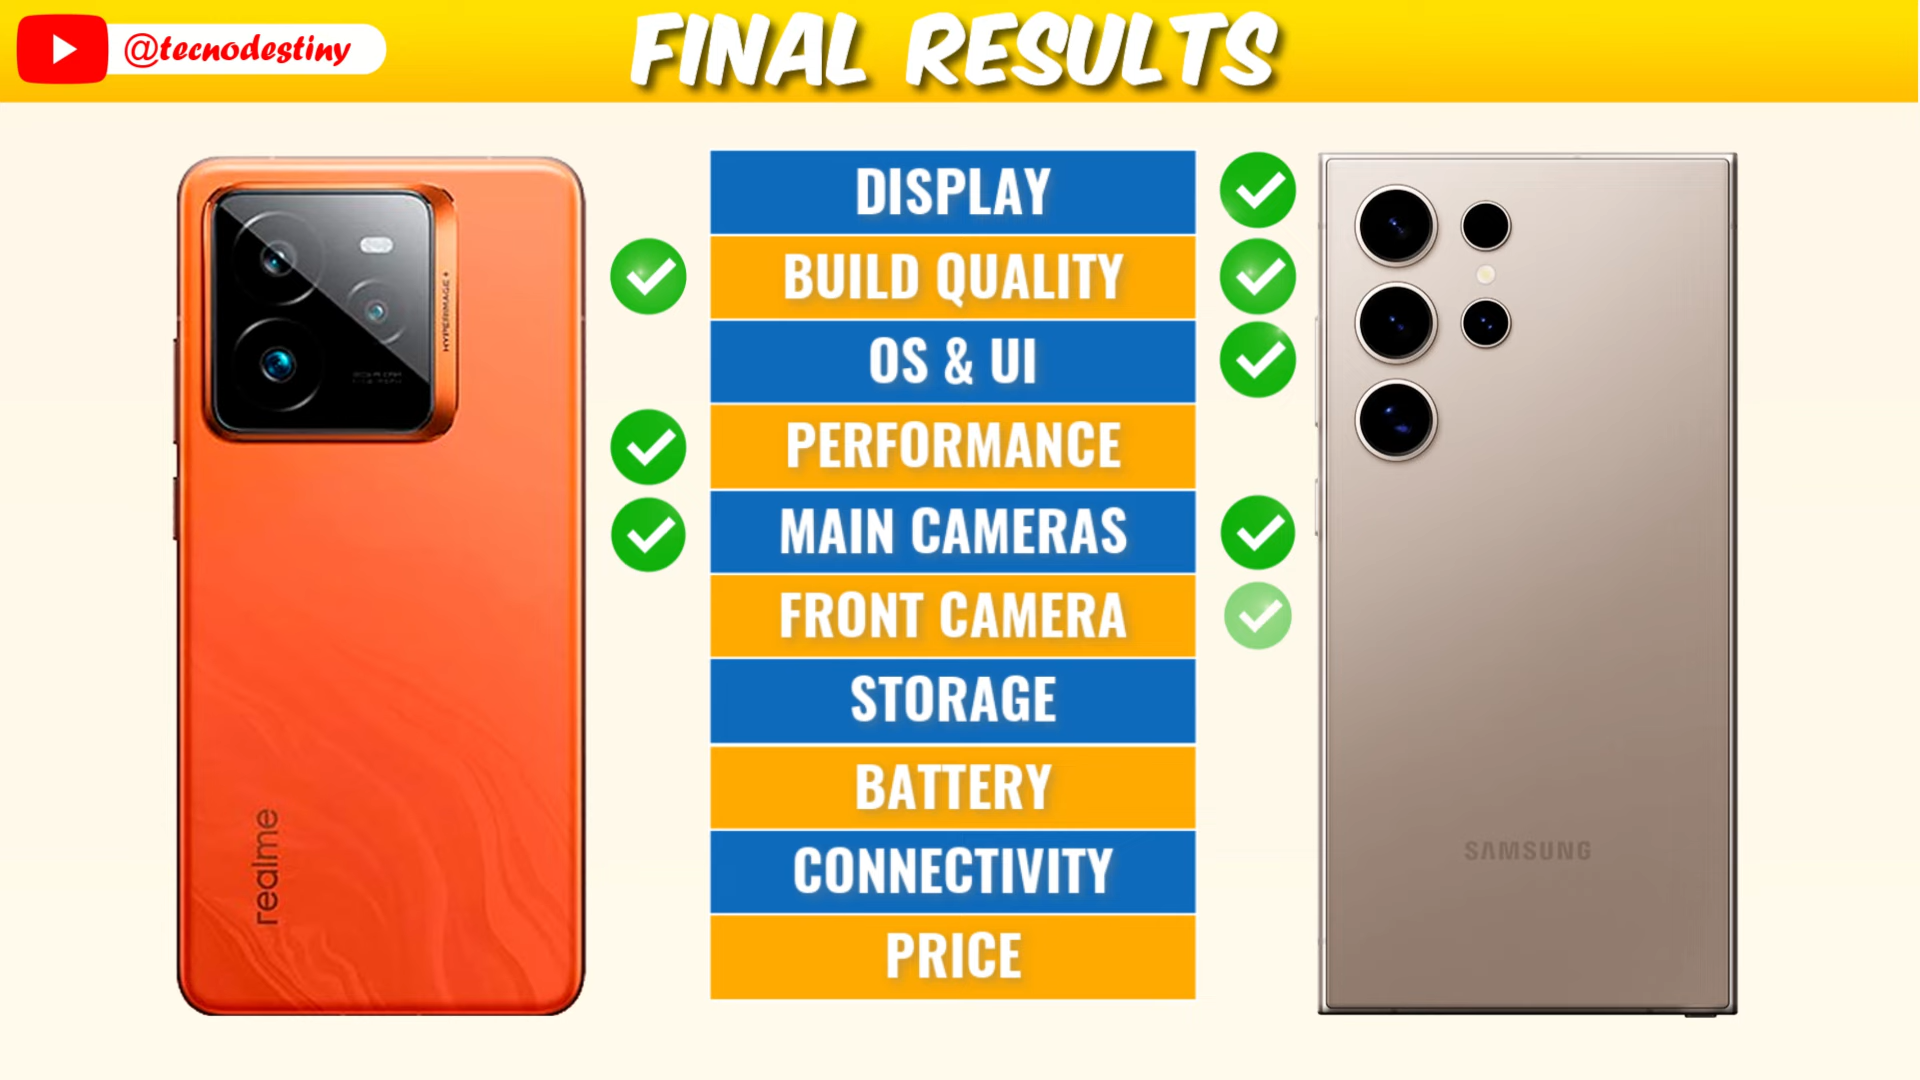 @tecnodestiny
FINAL RESULTS
DISPLAY
BUILD QUALITY
OS & UI
PERFORMANCE
MAIN CAMERAS
FRONT CAMERA
STORAGE
BATTERY
CONNECTIVITY
PRICE
HYPERIMAGE+
realme
SAMSUNG